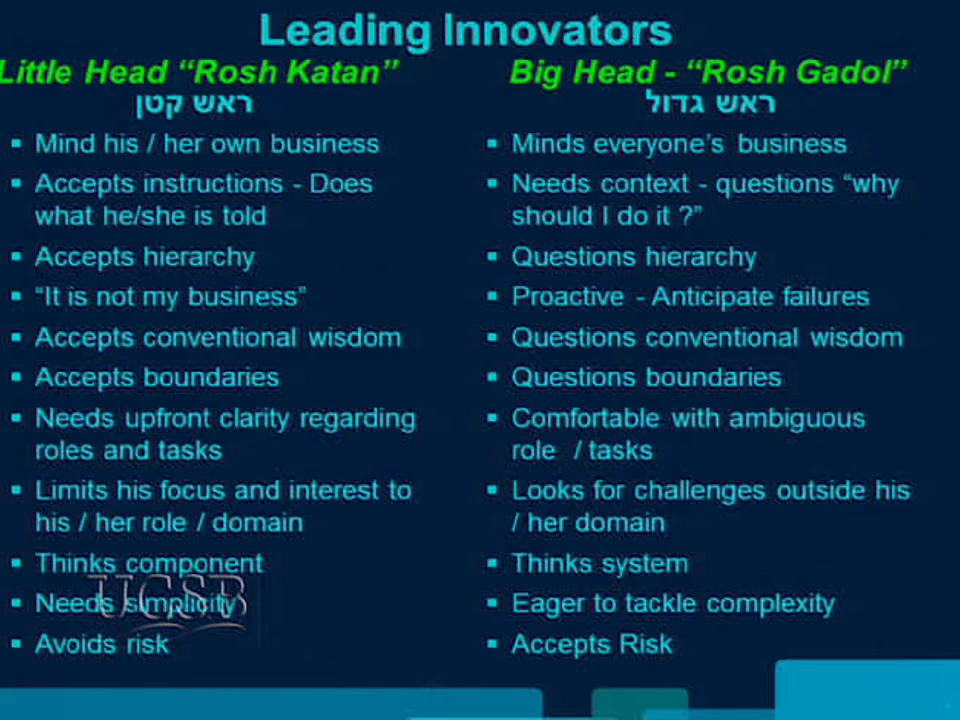 Leading Innovators
Little Head “Rosh Katan”
ראש קטן
▪ Mind his / her own business
▪ Accepts instructions - Does
what he/she is told
▪ Accepts hierarchy
▪ “It is not my business”
▪ Accepts conventional wisdom
▪ Accepts boundaries
▪ Needs upfront clarity regarding
roles and tasks
▪ Limits his focus and interest to
his / her role / domain
▪ Thinks component
▪ Needs simplicity
▪ Avoids risk
UCSB
Big Head - “Rosh Gadol”
ראש גדול
▪ Minds everyone’s business
▪ Needs context - questions “why
should I do it ?”
▪ Questions hierarchy
▪ Proactive - Anticipate failures
▪ Questions conventional wisdom
▪ Questions boundaries
▪ Comfortable with ambiguous
role / tasks
▪ Looks for challenges outside his
/ her domain
▪ Thinks system
▪ Eager to tackle complexity
▪ Accepts Risk